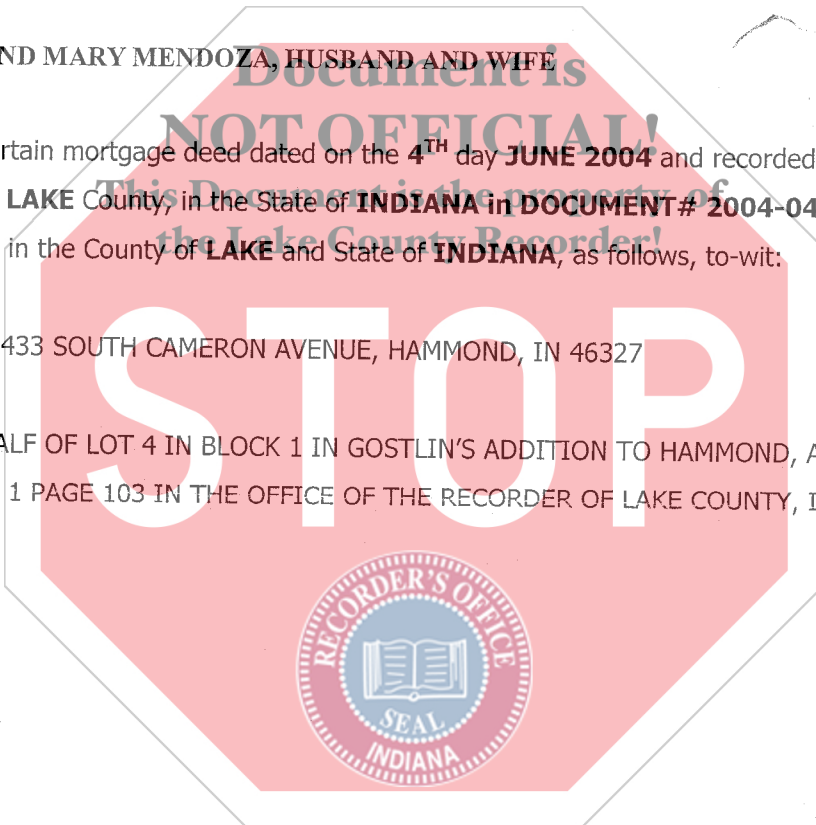 ND MARY MENDOZA, HUSBAND AND WIFE
Document is
NOT OFFICIAL!
rtain mortgage deed dated on the 4TH day JUNE 2004 and recorded
This Document is the property of
LAKE County, in the State of INDIANA in DOCUMENT# 2004-04
the Lake County Recorder!
in the County of LAKE and State of INDIANA, as follows, to-wit:
433 SOUTH CAMERON AVENUE, HAMMOND, IN 46327
STOP
ALF OF LOT 4 IN BLOCK 1 IN GOSTLIN'S ADDITION TO HAMMOND, A
1 PAGE 103 IN THE OFFICE OF THE RECORDER OF LAKE COUNTY, I
RECORDER'S OFFICE
SEAL
INDIANA